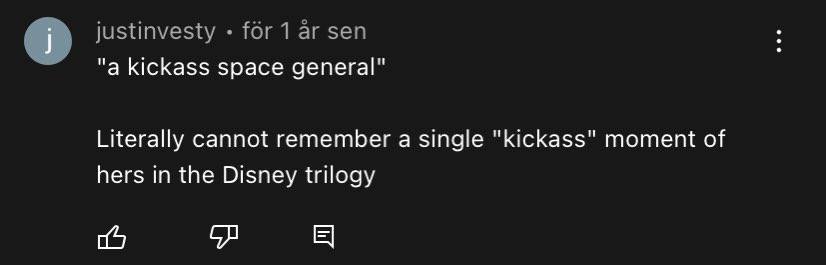 j
justinvesty • för 1 år sen
"a kickass space general"
Literally cannot remember a single "kickass" moment of
hers in the Disney trilogy